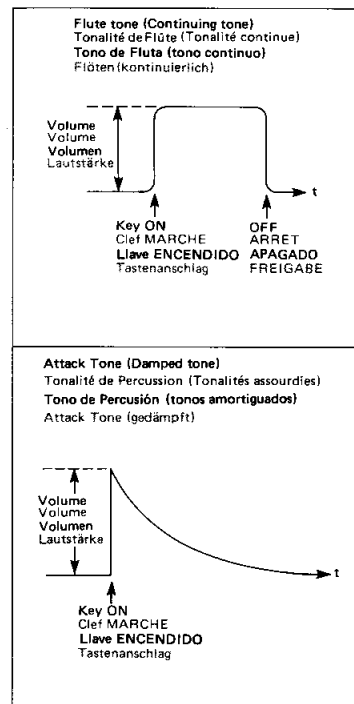 Flute tone (Continuing tone)
Tonalité de Flûte (Tonalité continue)
Tono de Fluta (tono continuo)
Flöten (kontinuierlich)
Volume
Volume
Volumen
Lautstärke
t
Key ON
Clef MARCHE
Llave ENCENDIDO
Tastenanschlag
OFF
ARRET
APAGADO
FREIGABE
Attack Tone (Damped tone)
Tonalité de Percussion (Tonalités assourdies)
Tono de Percusión (tonos amortiguados)
Attack Tone (gedämpft)
Volume
Volume
Volumen
Lautstärke
t
Key ON
Clef MARCHE
Llave ENCENDIDO
Tastenanschlag